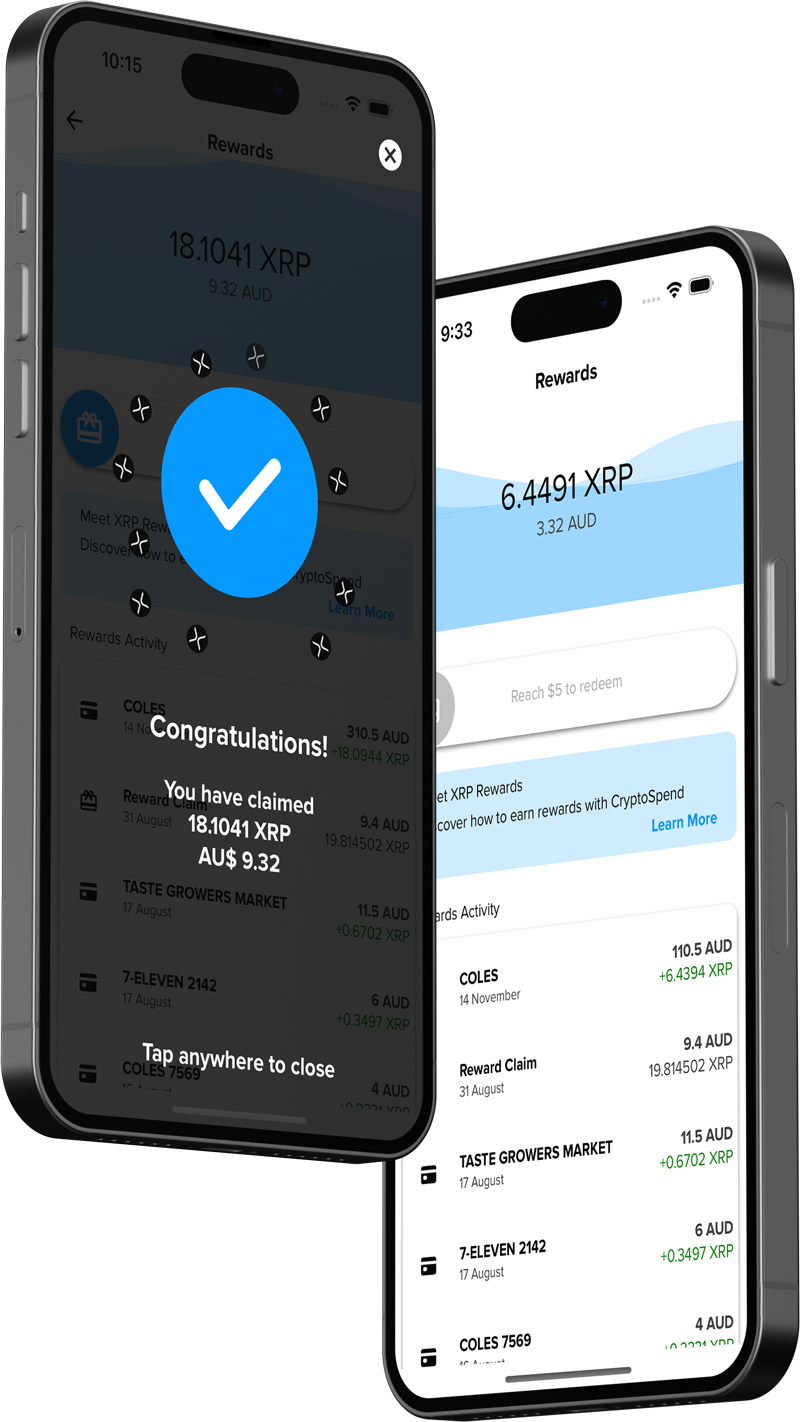 10:15
Rewards
18.1041 XRP
9.32 AUD
Meet XRP Rew
Discover how to e
ryptoSpend
Learn More
Rewards Activity
COLES
310.5 AUD
14 No
+18.0944 XRP
Congratulations!
Reward Claim
9.4 AUD
31 August
19.814502 XRP
You have claimed
18.1041 XRP
AU$ 9.32
TASTE GROWERS MARKET
11.5 AUD
17 August
+0.6702 XRP
7-ELEVEN 2142
6 AUD
17 August
+0.3497 XRP
Tap anywhere to close
COLES 7569
4 AUD
9:33
Rewards
6.4491 XRP
3.32 AUD
Reach $5 to redeem
et XRP Rewards
cover how to earn rewards with CryptoSpend
Learn More
ards Activity
COLES
110.5 AUD
14 November
+6.4394 XRP
Reward Claim
9.4 AUD
31 August
19.814502 XRP
TASTE GROWERS MARKET
11.5 AUD
17 August
+0.6702 XRP
7-ELEVEN 2142
6 AUD
17 August
+0.3497 XRP
COLES 7569
4 AUD